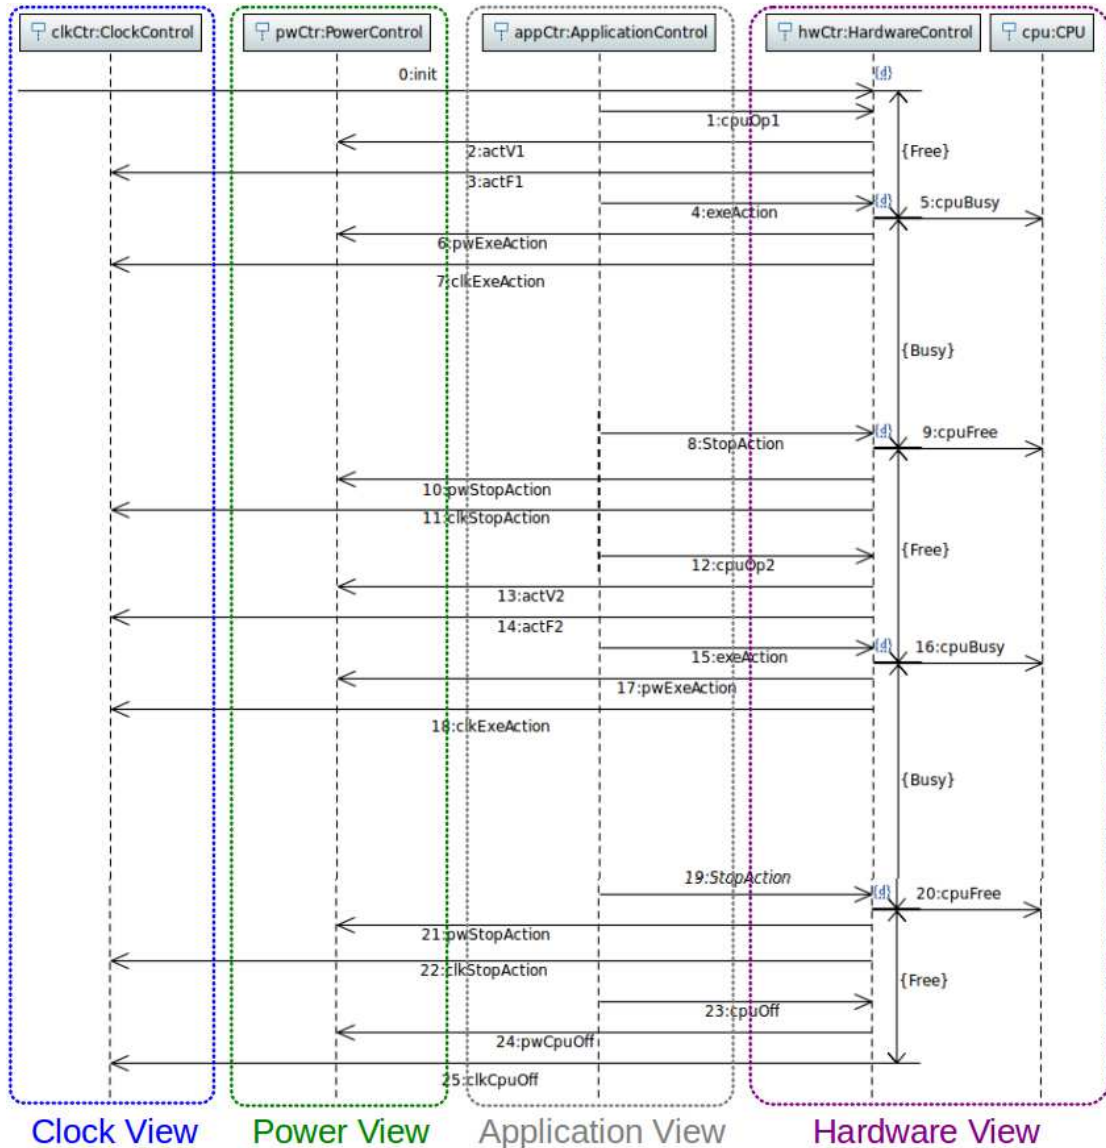 clkCtr:ClockControl
pwCtr:PowerControl
appCtr:ApplicationControl
hwCtr:HardwareControl
cpu:CPU
0:init
{d}
1:cpuOp1
2:actV1
{Free}
3:actF1
4:exeAction
{d}
5:cpuBusy
6:pwExeAction
7:clkExeAction
{Busy}
8:StopAction
{d}
9:cpuFree
10:pwStopAction
11:clkStopAction
12:cpuOp2
{Free}
13:actV2
14:actF2
15:exeAction
{d}
16:cpuBusy
17:pwExeAction
18:clkExeAction
{Busy}
19:StopAction
{d}
20:cpuFree
21:pwStopAction
22:clkStopAction
{Free}
23:cpuOff
24:pwCpuOff
25:clkCpuOff
Clock View
Power View
Application View
Hardware View